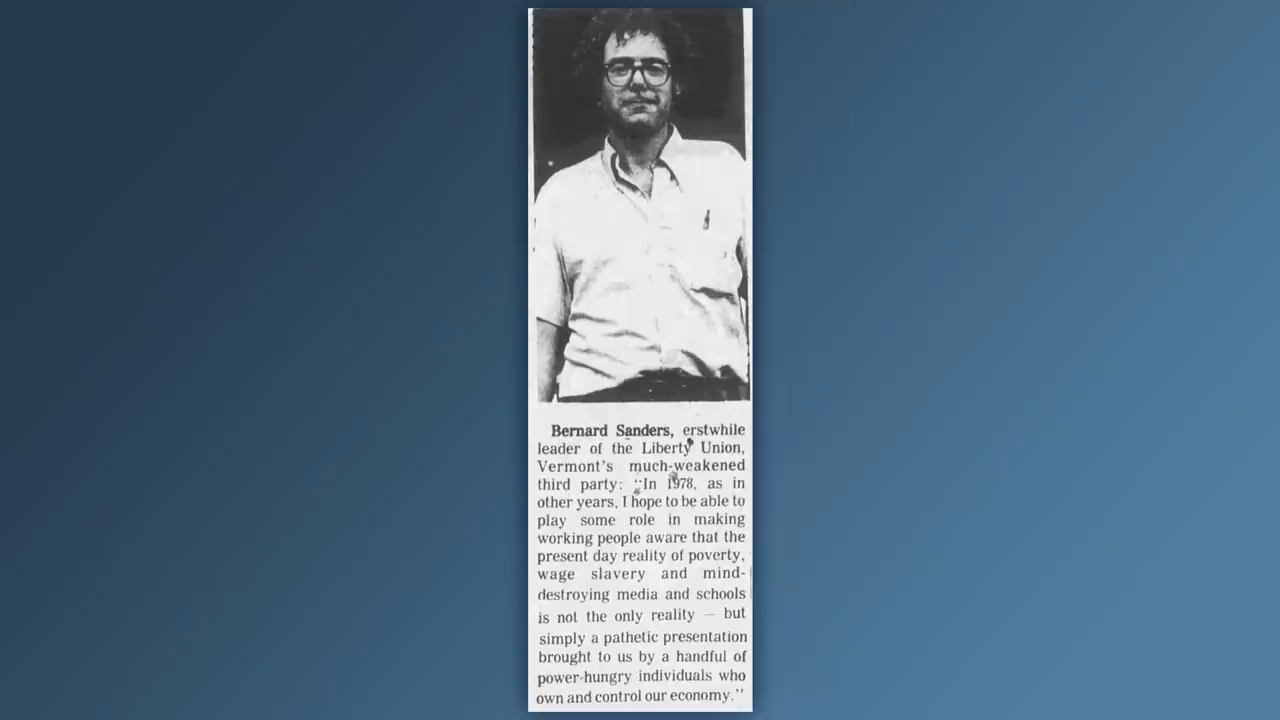 Bernard Sanders, erstwhile
leader of the Liberty Union,
Vermont's much-weakened
third party: "In 1978, as in
other years, I hope to be able to
play some role in making
working people aware that the
present day reality of poverty,
wage slavery and mind-
destroying media and schools
is not the only reality — but
simply a pathetic presentation
brought to us by a handful of
power-hungry individuals who
own and control our economy."